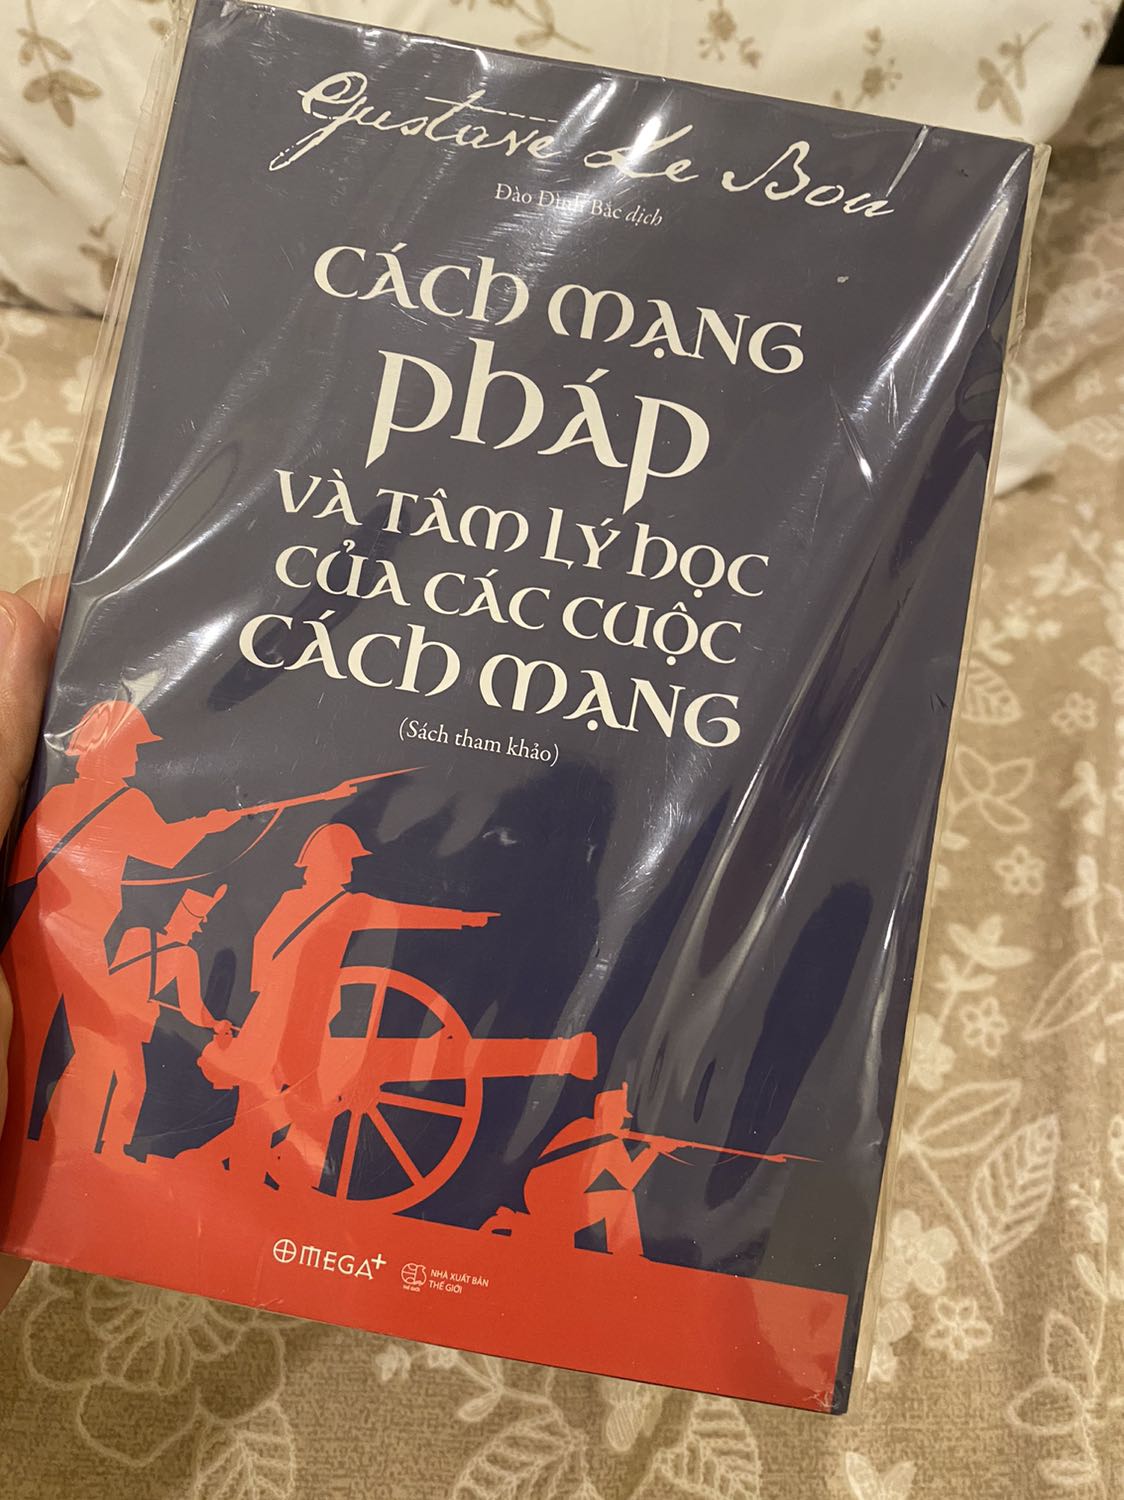 Gustave Le Bon
Đào Đình Bắc dịch
CÁCH MẠNG
PHÁP
VÀ TÂM LÝ HỌC
CỦA CÁC CUỘC
CÁCH MẠNG
(Sách tham khảo)
OMEGA+
NHÀ XUẤT BẢN
THẾ GIỚI